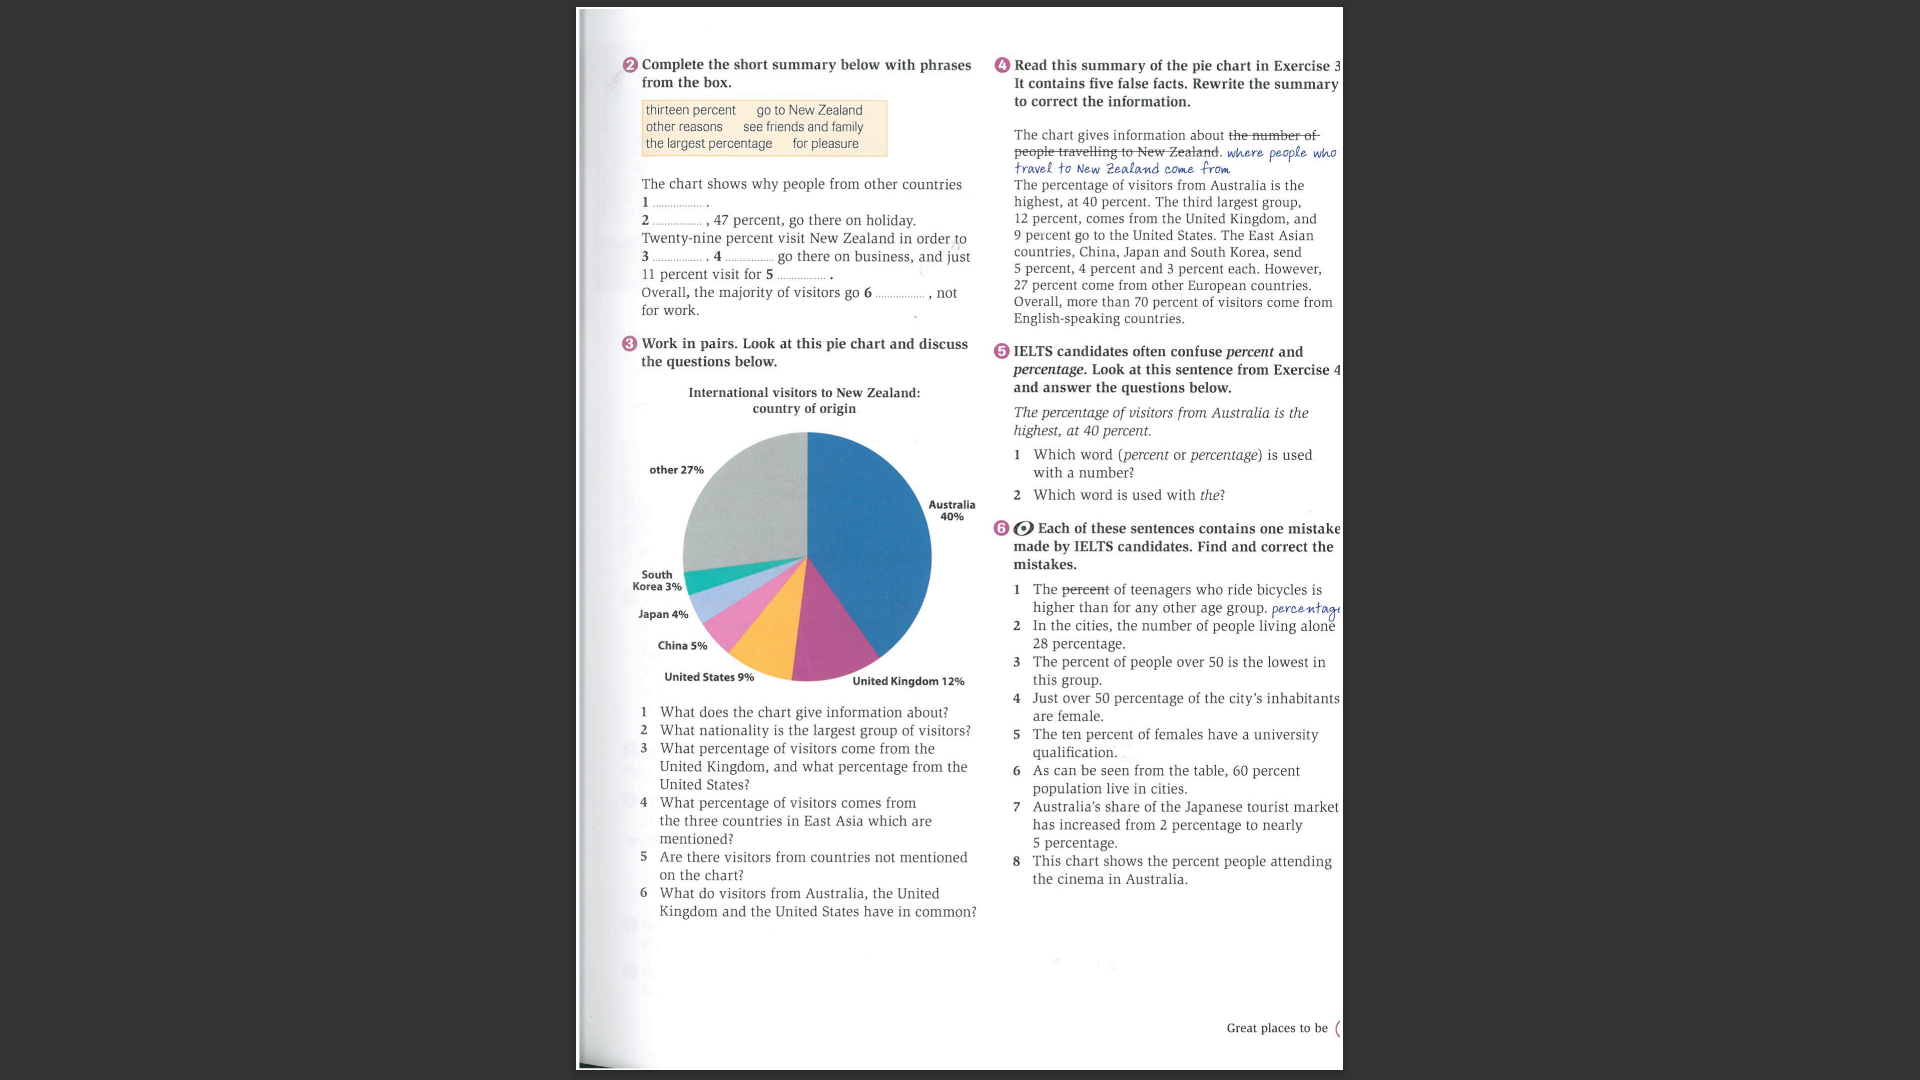 2 Complete the short summary below with phrases
from the box.
thirteen percent go to New Zealand
other reasons see friends and family
the largest percentage for pleasure
The chart shows why people from other countries
1 ................. .
2 ................. , 47 percent, go there on holiday.
Twenty-nine percent visit New Zealand in order to
3 ................. . 4 ................. go there on business, and just
11 percent visit for 5 ................. .
Overall, the majority of visitors go 6 ................. , not
for work.
3 Work in pairs. Look at this pie chart and discuss
the questions below.
International visitors to New Zealand:
country of origin
other 27%
Australia
40%
South
Korea 3%
Japan 4%
China 5%
United States 9%
United Kingdom 12%
1 What does the chart give information about?
2 What nationality is the largest group of visitors?
3 What percentage of visitors come from the
United Kingdom, and what percentage from the
United States?
4 What percentage of visitors comes from
the three countries in East Asia which are
mentioned?
5 Are there visitors from countries not mentioned
on the chart?
6 What do visitors from Australia, the United
Kingdom and the United States have in common?
4 Read this summary of the pie chart in Exercise 3
It contains five false facts. Rewrite the summary
to correct the information.
The chart gives information about the number of
people travelling to New Zealand. where people who
travel to New Zealand come from
The percentage of visitors from Australia is the
highest, at 40 percent. The third largest group,
12 percent, comes from the United Kingdom, and
9 percent go to the United States. The East Asian
countries, China, Japan and South Korea, send
5 percent, 4 percent and 3 percent each. However,
27 percent come from other European countries.
Overall, more than 70 percent of visitors come from
English-speaking countries.
5 IELTS candidates often confuse percent and
percentage. Look at this sentence from Exercise 4
and answer the questions below.
The percentage of visitors from Australia is the
highest, at 40 percent.
1 Which word (percent or percentage) is used
with a number?
2 Which word is used with the?
6 Each of these sentences contains one mistake
made by IELTS candidates. Find and correct the
mistakes.
1 The percent of teenagers who ride bicycles is
higher than for any other age group. percentage
2 In the cities, the number of people living alone
28 percentage.
3 The percent of people over 50 is the lowest in
this group.
4 Just over 50 percentage of the city's inhabitants
are female.
5 The ten percent of females have a university
qualification.
6 As can be seen from the table, 60 percent
population live in cities.
7 Australia's share of the Japanese tourist market
has increased from 2 percentage to nearly
5 percentage.
8 This chart shows the percent people attending
the cinema in Australia.
Great places to be